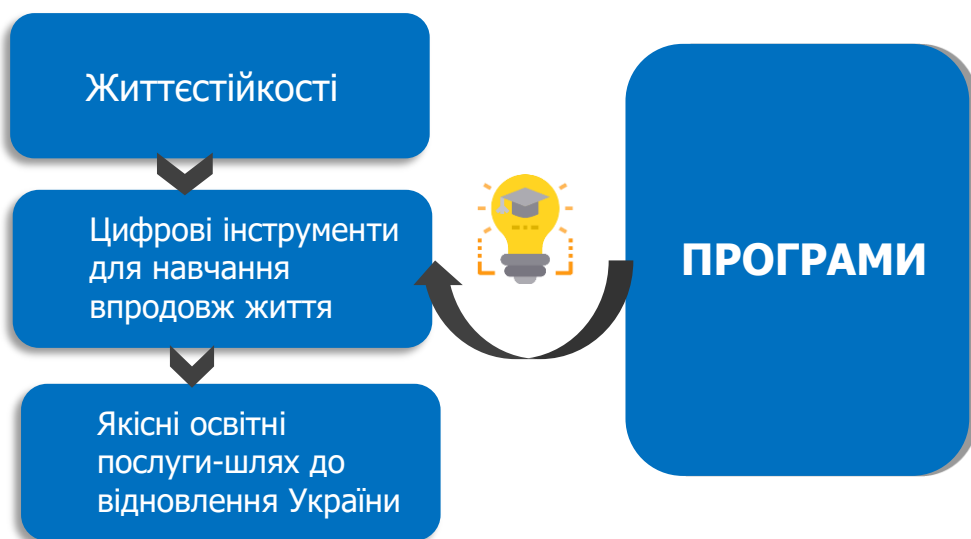 Життєстійкості
Цифрові інструменти
для навчання
впродовж життя
Якісні освітні
послуги-шлях до
відновлення України
ПРОГРАМИ